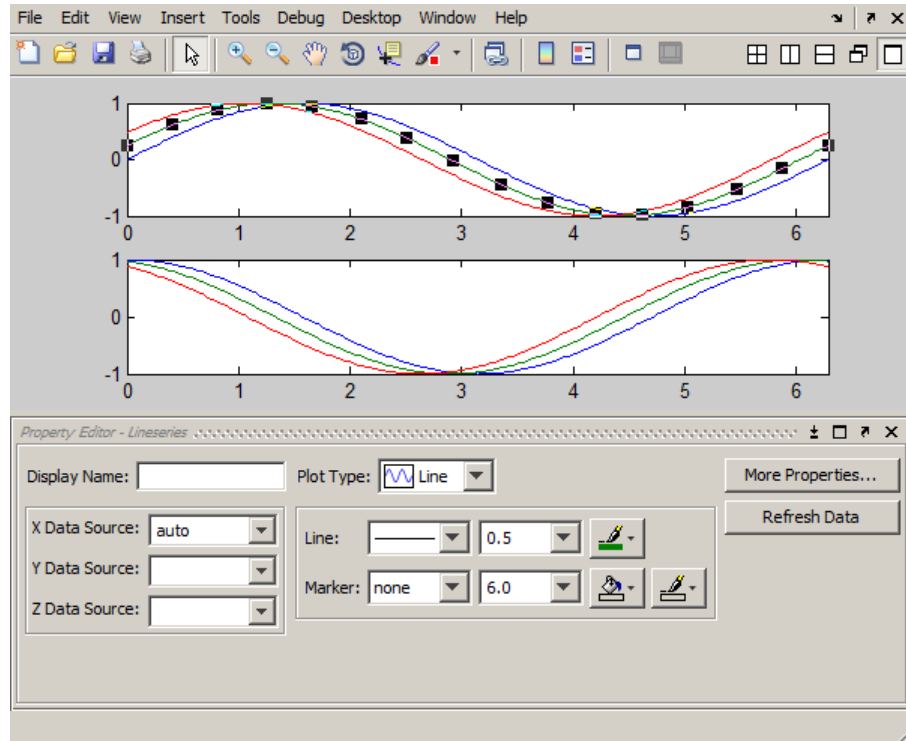 File Edit View Insert Tools Debug Desktop Window Help
1
0
-1
0 1 2 3 4 5 6
1
0
-1
0 1 2 3 4 5 6
Property Editor - Lineseries
Display Name: Plot Type: Line More Properties...
X Data Source: auto Line: 0.5 Refresh Data
Y Data Source: Marker: none 6.0
Z Data Source: